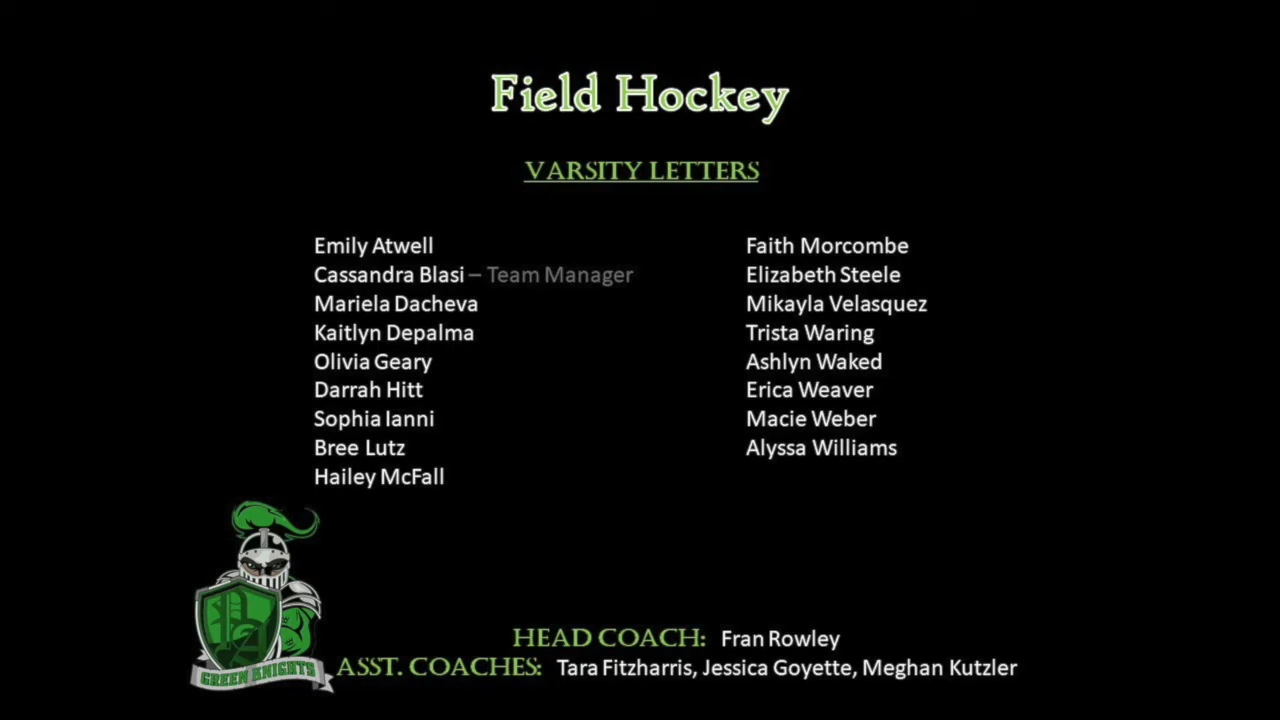 Field Hockey
VARSITY LETTERS
Emily Atwell
Cassandra Blasi – Team Manager
Mariela Dacheva
Kaitlyn Depalma
Olivia Geary
Darrah Hitt
Sophia Ianni
Bree Lutz
Hailey McFall
Faith Morcombe
Elizabeth Steele
Mikayla Velasquez
Trista Waring
Ashlyn Waked
Erica Weaver
Macie Weber
Alyssa Williams
PA
GREEN KNIGHTS
HEAD COACH: Fran Rowley
ASST. COACHES: Tara Fitzharris, Jessica Goyette, Meghan Kutzler